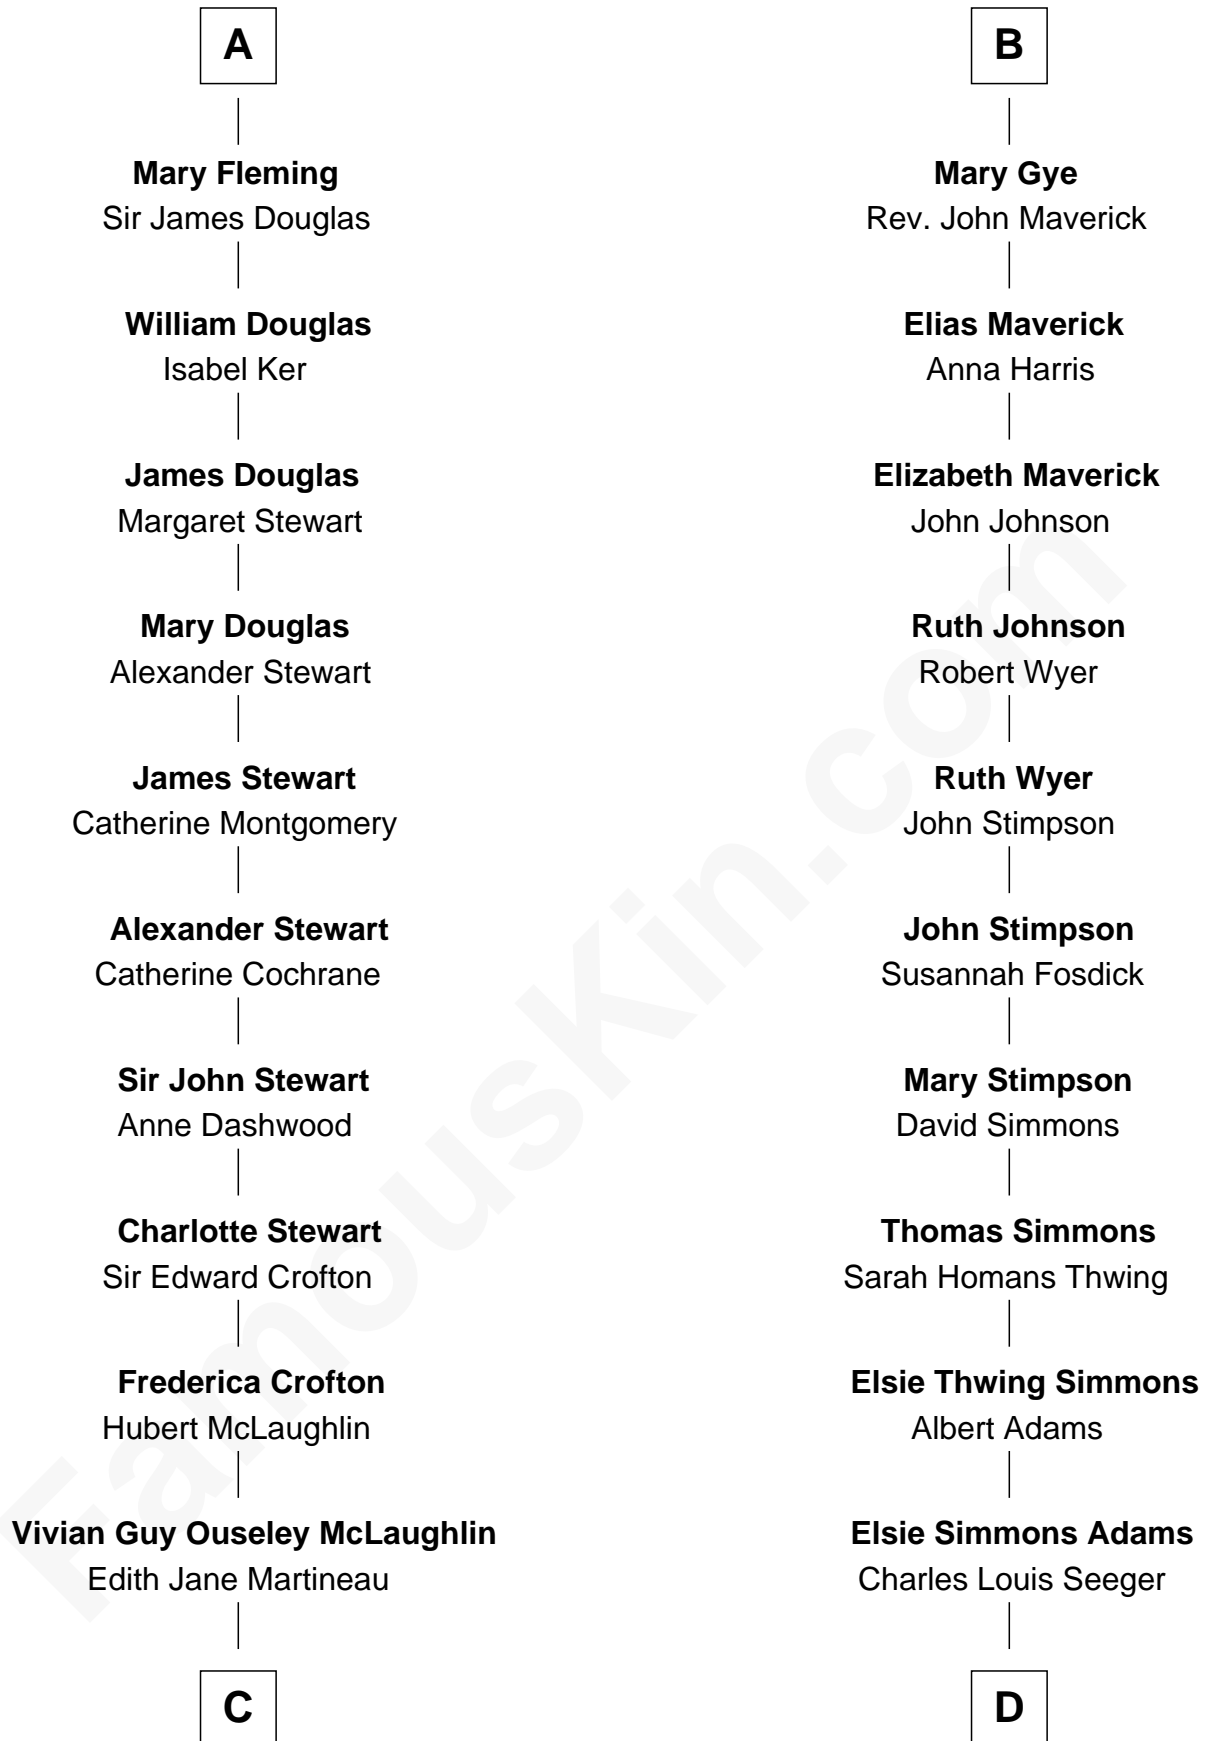 A
Mary Fleming
Sir James Douglas
William Douglas
Isabel Ker
James Douglas
Margaret Stewart
Mary Douglas
Alexander Stewart
James Stewart
Catherine Montgomery
Alexander Stewart
Catherine Cochrane
Sir John Stewart
Anne Dashwood
Charlotte Stewart
Sir Edward Crofton
Frederica Crofton
Hubert McLaughlin
Vivian Guy Ouseley McLaughlin
Edith Jane Martineau
C
B
Mary Gye
Rev. John Maverick
Elias Maverick
Anna Harris
Elizabeth Maverick
John Johnson
Ruth Johnson
Robert Wyer
Ruth Wyer
John Stimpson
John Stimpson
Susannah Fosdick
Mary Stimpson
David Simmons
Thomas Simmons
Sarah Homans Thwing
Elsie Thwing Simmons
Albert Adams
Elsie Simmons Adams
Charles Louis Seeger
D
FamousKin.com